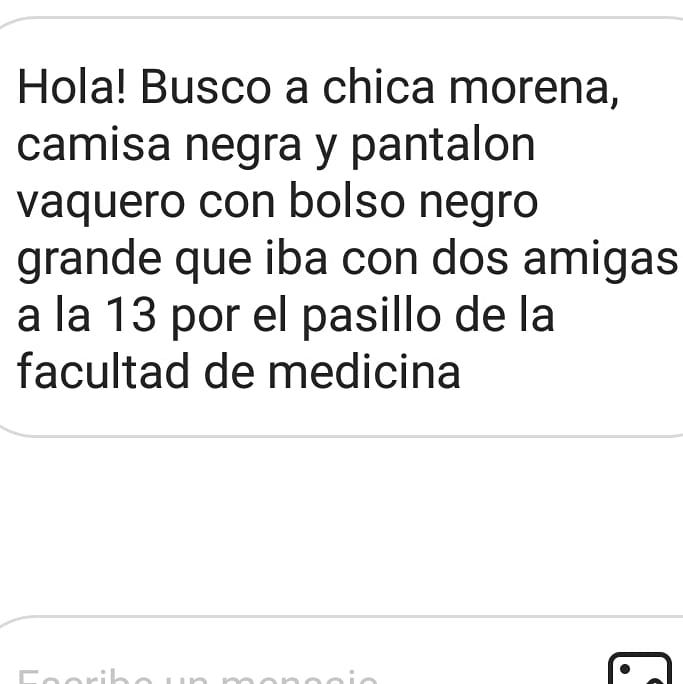 Hola! Busco a chica morena,
camisa negra y pantalon
vaquero con bolso negro
grande que iba con dos amigas
a la 13 por el pasillo de la
facultad de medicina
Escribe un mensaje